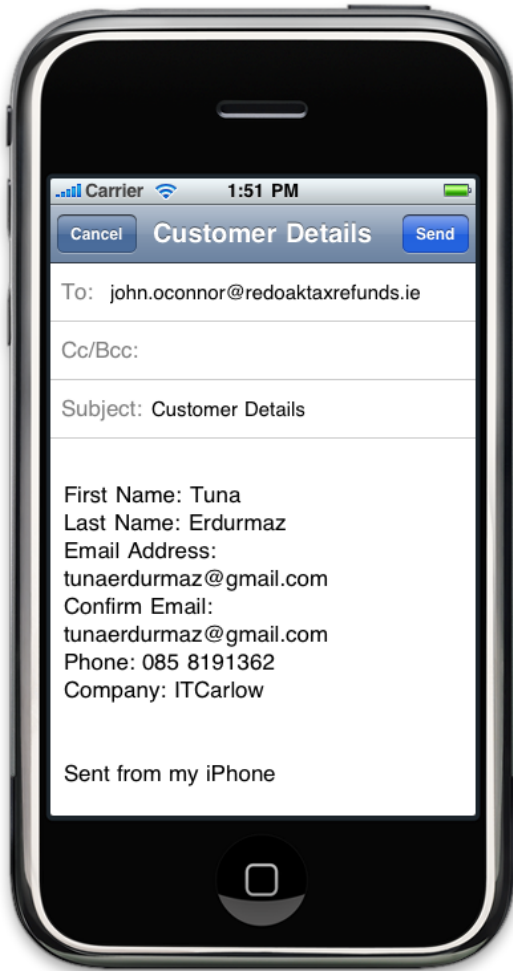 Carrier 1:51 PM
Cancel Customer Details Send
To: john.oconnor@redoaktaxrefunds.ie
Cc/Bcc:
Subject: Customer Details
First Name: Tuna
Last Name: Erdurmaz
Email Address:
tunaerdurmaz@gmail.com
Confirm Email:
tunaerdurmaz@gmail.com
Phone: 085 8191362
Company: ITCarlow
Sent from my iPhone